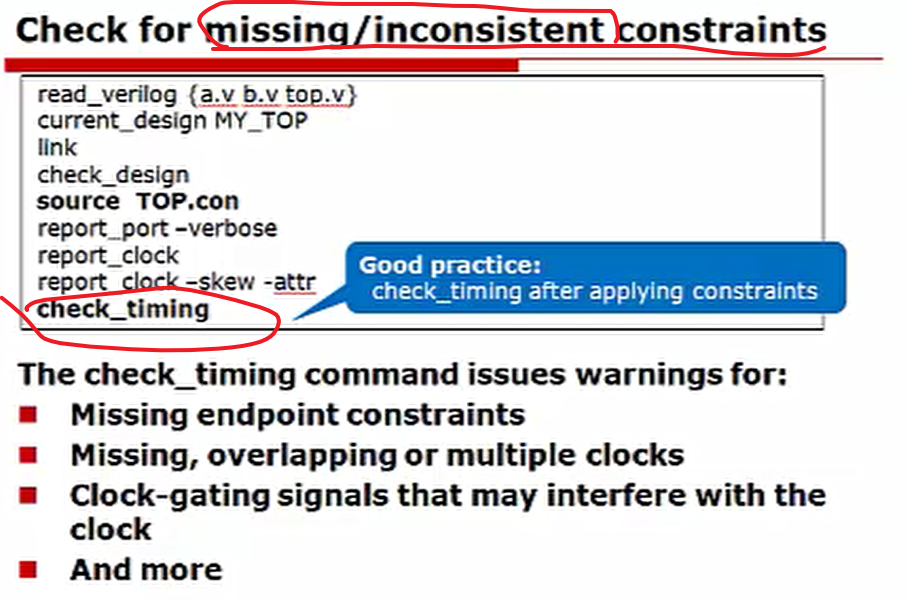 Check for missing/inconsistent constraints
read_verilog {a.v b.v top.v}
current_design MY_TOP
link
check_design
source TOP.con
report_port –verbose
report_clock
report_clock –skew -attr
check_timing
Good practice:
check_timing after applying constraints
The check_timing command issues warnings for:
■ Missing endpoint constraints
■ Missing, overlapping or multiple clocks
■ Clock-gating signals that may interfere with the
clock
■ And more